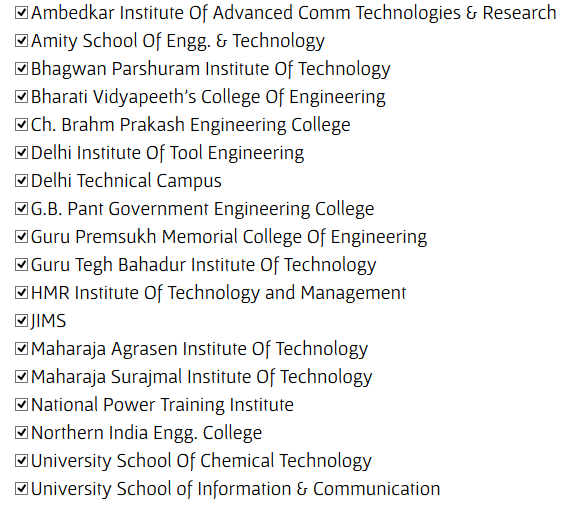 Ambedkar Institute Of Advanced Comm Technologies & Research
Amity School Of Engg. & Technology
Bhagwan Parshuram Institute Of Technology
Bharati Vidyapeeth's College Of Engineering
Ch. Brahm Prakash Engineering College
Delhi Institute Of Tool Engineering
Delhi Technical Campus
G.B. Pant Government Engineering College
Guru Premsukh Memorial College Of Engineering
Guru Tegh Bahadur Institute Of Technology
HMR Institute Of Technology and Management
JIMS
Maharaja Agrasen Institute Of Technology
Maharaja Surajmal Institute Of Technology
National Power Training Institute
Northern India Engg. College
University School Of Chemical Technology
University School of Information & Communication